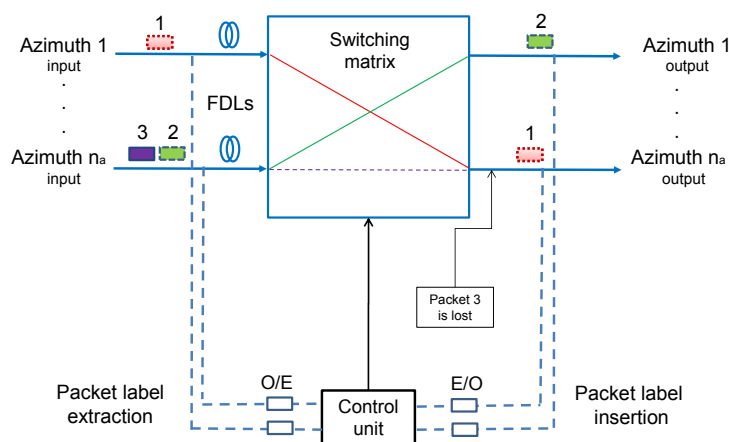 1
2
Azimuth 1
input
Switching
matrix
Azimuth 1
output
.
.
.
FDLs
.
.
.
3
2
1
Azimuth na
input
Azimuth na
output
Packet 3
is lost
Packet label
extraction
O/E
Control
unit
E/O
Packet label
insertion